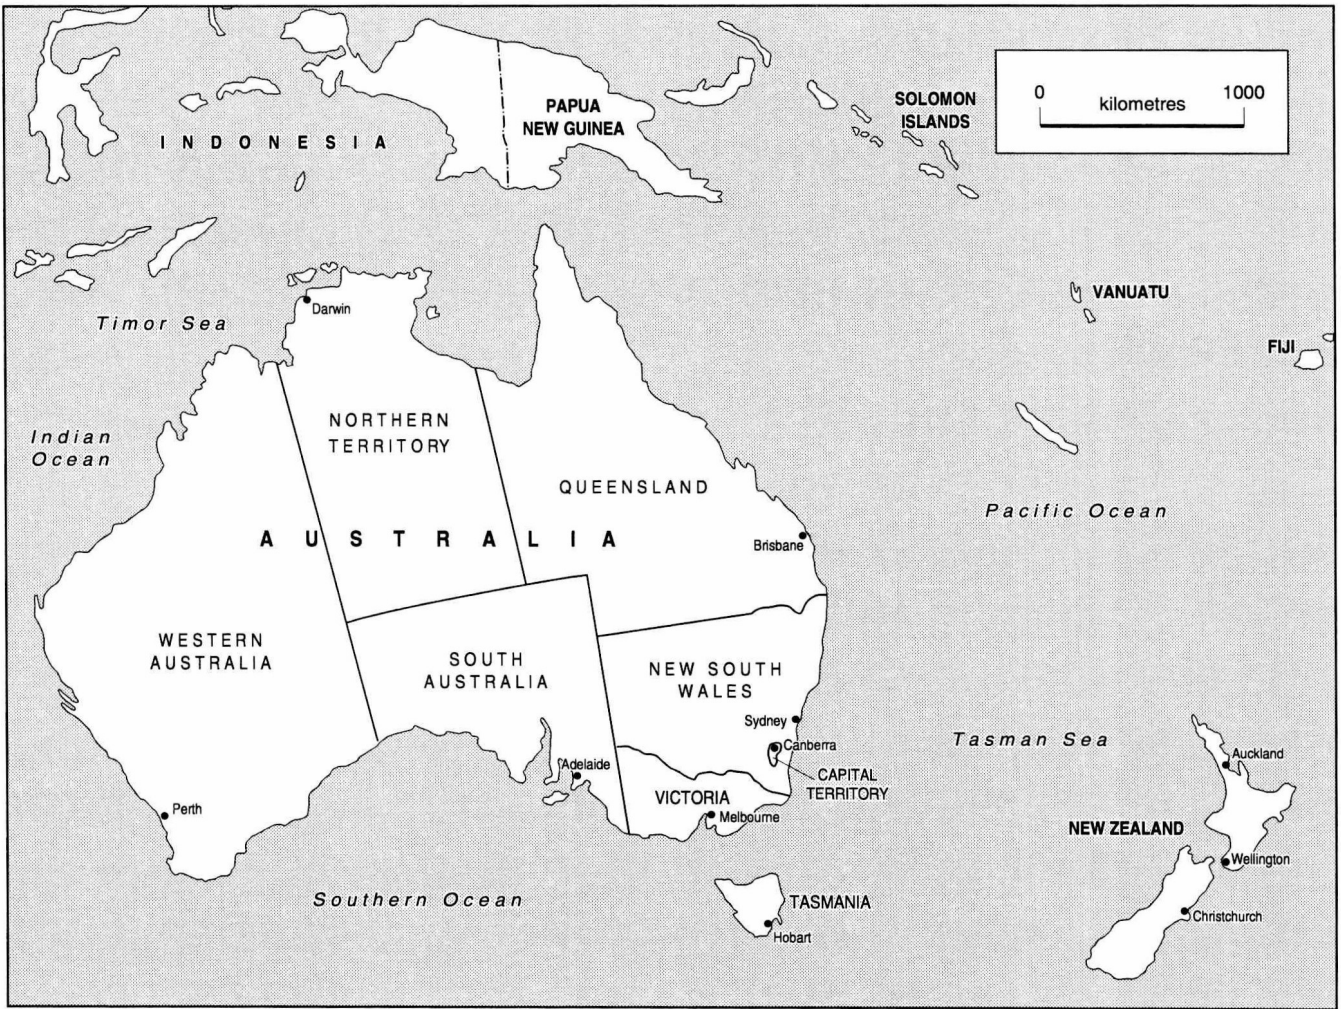 0 1000
kilometres
SOLOMON
ISLANDS
PAPUA
NEW GUINEA
INDONESIA
VANUATU
Darwin
Timor Sea
FIJI
NORTHERN
TERRITORY
Indian
Ocean
QUEENSLAND
Pacific Ocean
AUSTRALIA
Brisbane
WESTERN
AUSTRALIA
SOUTH
AUSTRALIA
NEW SOUTH
WALES
Sydney
Tasman Sea
Canberra
Auckland
Adelaide
CAPITAL
TERRITORY
VICTORIA
Perth
Melbourne
NEW ZEALAND
Wellington
Southern Ocean
TASMANIA
Christchurch
Hobart